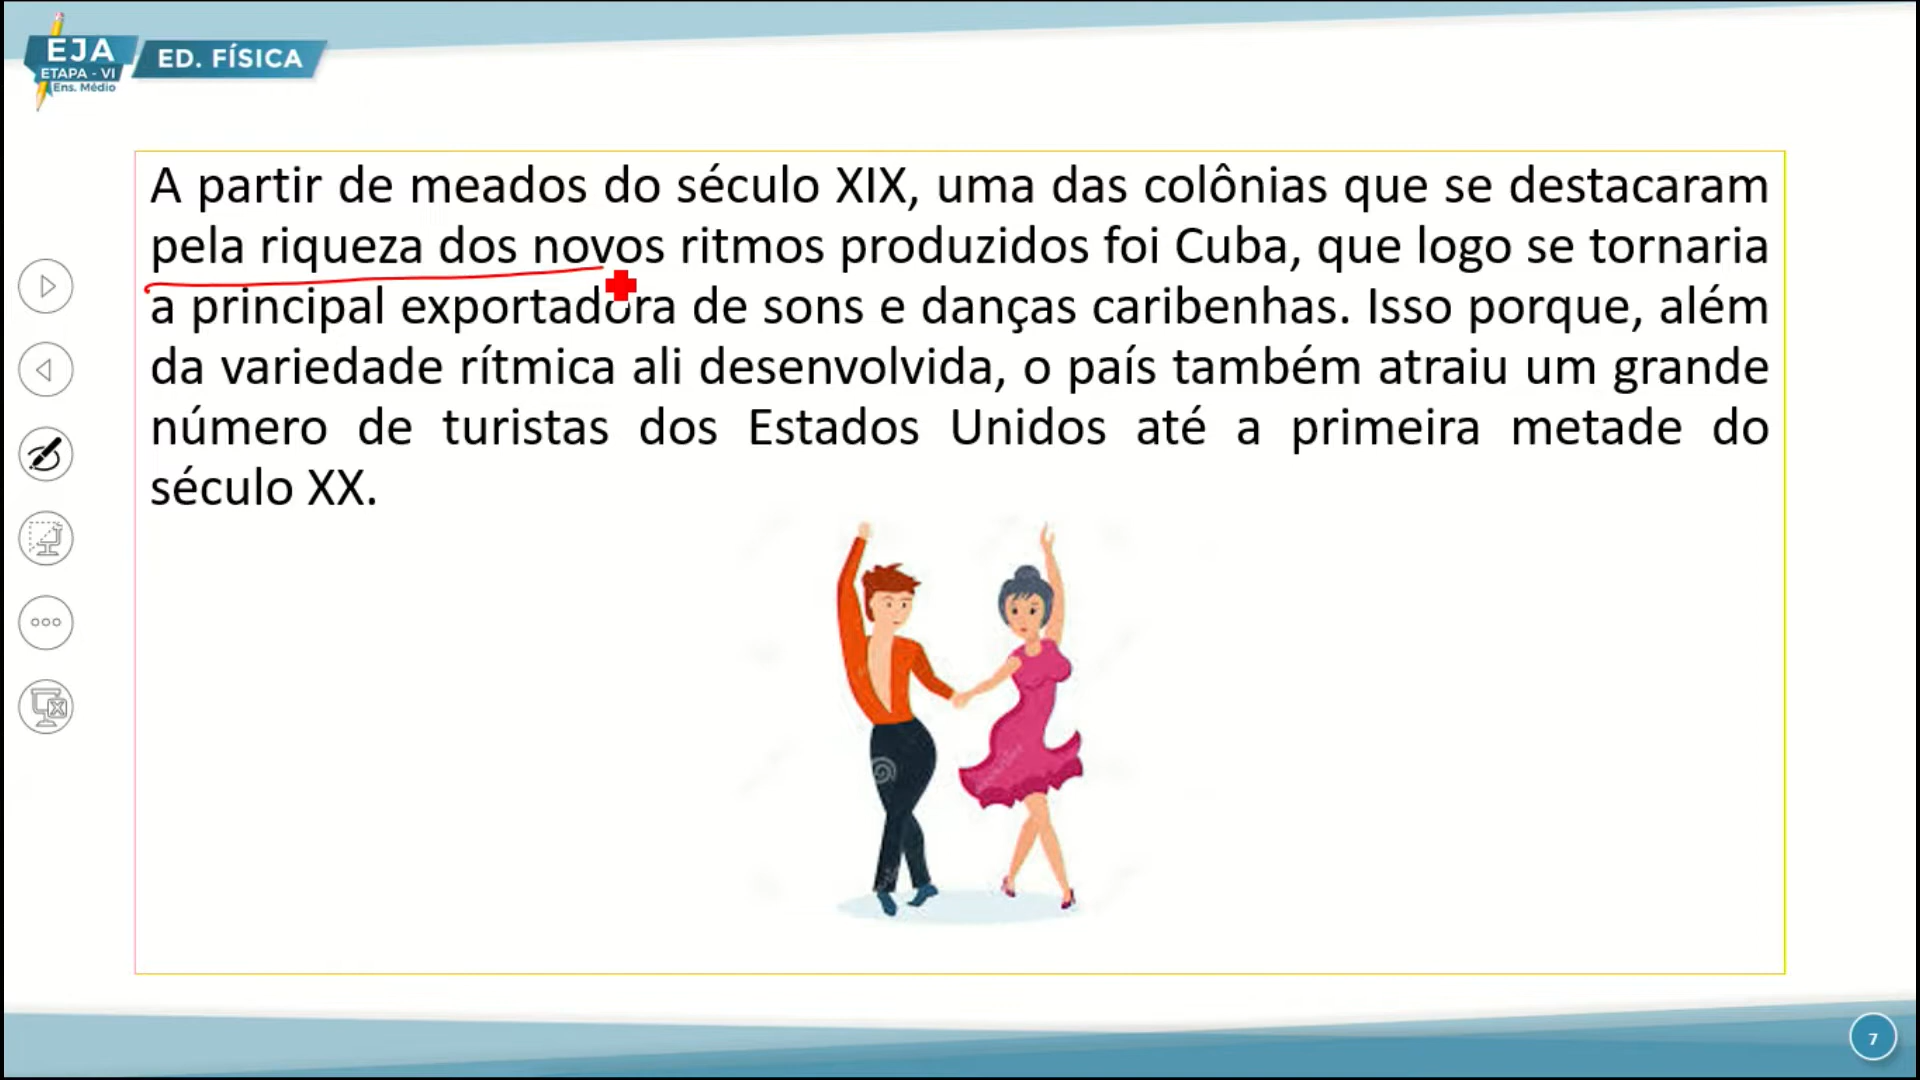 EJA
ETAPA - VI
Ens. Médio
ED. FÍSICA
A partir de meados do século XIX, uma das colônias que se destacaram
pela riqueza dos novos ritmos produzidos foi Cuba, que logo se tornaria
a principal exportadora de sons e danças caribenhas. Isso porque, além
da variedade rítmica ali desenvolvida, o país também atraiu um grande
número de turistas dos Estados Unidos até a primeira metade do
século XX.
7